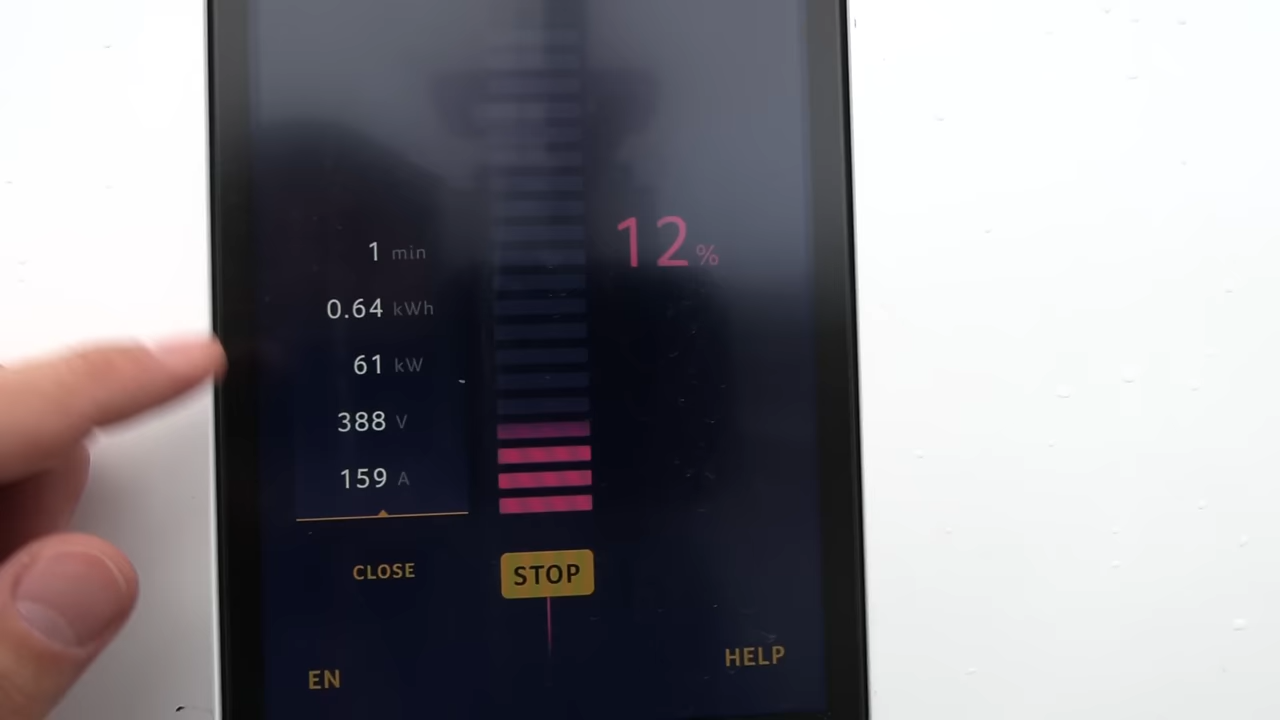 12%
1 min
0.64 kWh
61 kW
388 V
159 A
CLOSE
STOP
HELP
EN